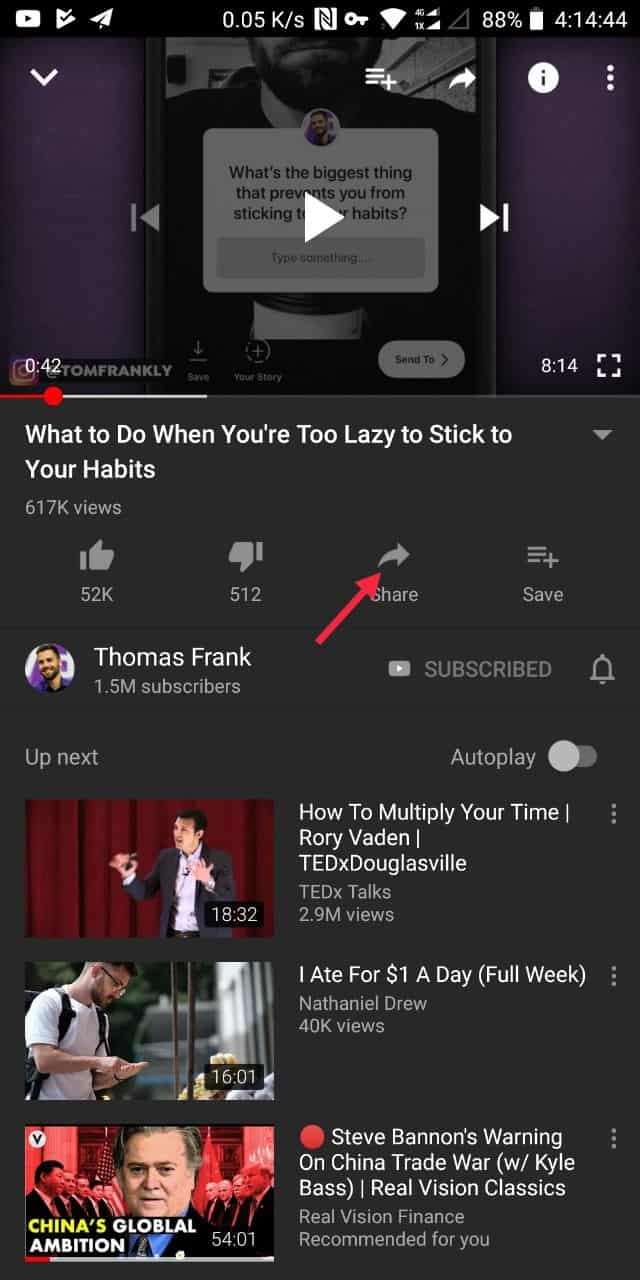 0.05 K/s 4G 1X 88% 4:14:44
What's the biggest thing
that prevents you from
sticking to your habits?
Type something....
0:42
@TOMFRANKLY
Save
Your Story
Send To
8:14
What to Do When You're Too Lazy to Stick to
Your Habits
617K views
52K
512
Share
Save
Thomas Frank
1.5M subscribers
SUBSCRIBED
Up next
Autoplay
18:32
How To Multiply Your Time |
Rory Vaden |
TEDxDouglasville
TEDx Talks
2.9M views
16:01
I Ate For $1 A Day (Full Week)
Nathaniel Drew
40K views
V
CHINA'S GLOBLAL
AMBITION
54:01
Steve Bannon's Warning
On China Trade War (w/ Kyle
Bass) | Real Vision Classics
Real Vision Finance
Recommended for you